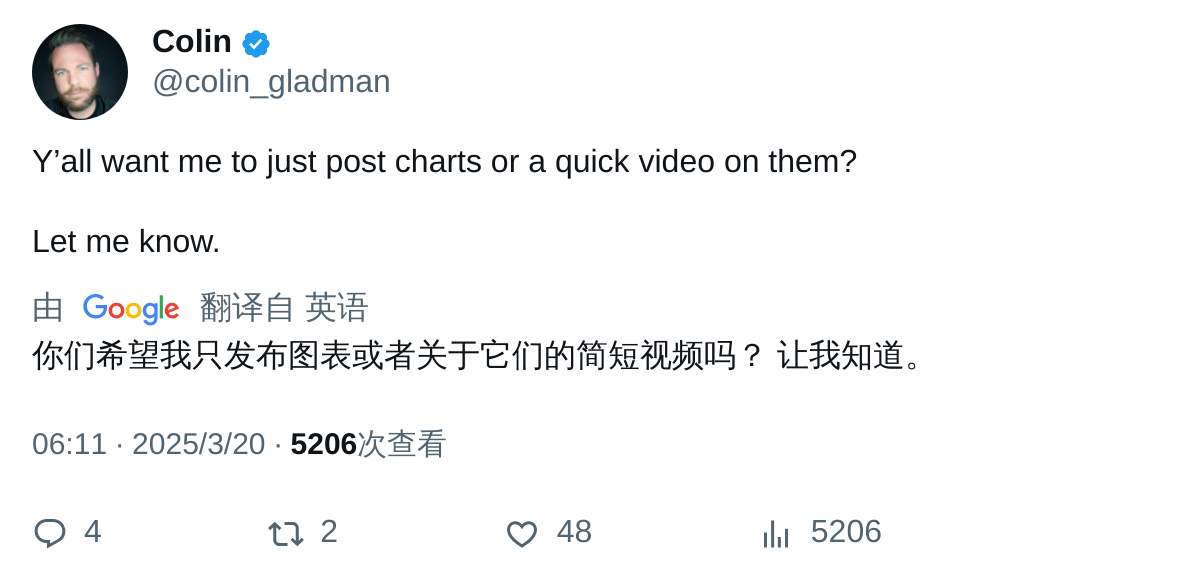 Colin
@colin_gladman
Y’all want me to just post charts or a quick video on them?
Let me know.
由 Google 翻译自 英语
你们希望我只发布图表或者关于它们的简短视频吗？ 让我知道。
06:11 · 2025/3/20 · 5206次查看
4 2 48 5206